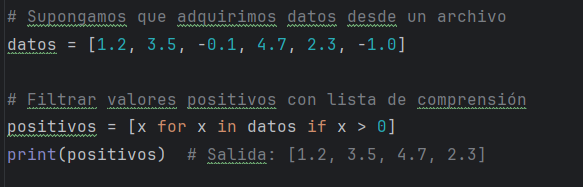 # Supongamos que adquirimos datos desde un archivo
datos = [1.2, 3.5, -0.1, 4.7, 2.3, -1.0]
# Filtrar valores positivos con lista de comprensión
positivos = [x for x in datos if x > 0]
print(positivos)  # Salida: [1.2, 3.5, 4.7, 2.3]